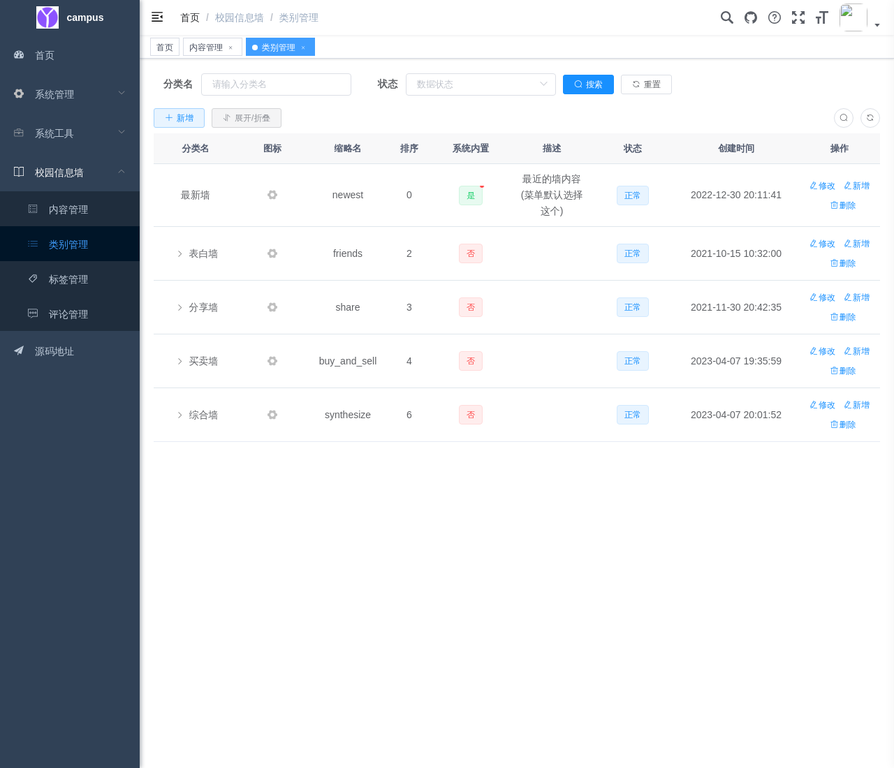 campus
首页
系统管理
系统工具
校园信息墙
内容管理
类别管理
标签管理
评论管理
源码地址
首页 / 校园信息墙 / 类别管理
首页 内容管理 × 类别管理 ×
分类名 请输入分类名 状态 数据状态 搜索 重置
新增 展开/折叠
分类名 图标 缩略名 排序 系统内置 描述 状态 创建时间 操作
最新墙 newest 0 是 最近的墙内容(菜单默认选择这个) 正常 2022-12-30 20:11:41 修改 新增 删除
表白墙 friends 2 否 正常 2021-10-15 10:32:00 修改 新增 删除
分享墙 share 3 否 正常 2021-11-30 20:42:35 修改 新增 删除
买卖墙 buy_and_sell 4 否 正常 2023-04-07 19:35:59 修改 新增 删除
综合墙 synthesize 6 否 正常 2023-04-07 20:01:52 修改 新增 删除